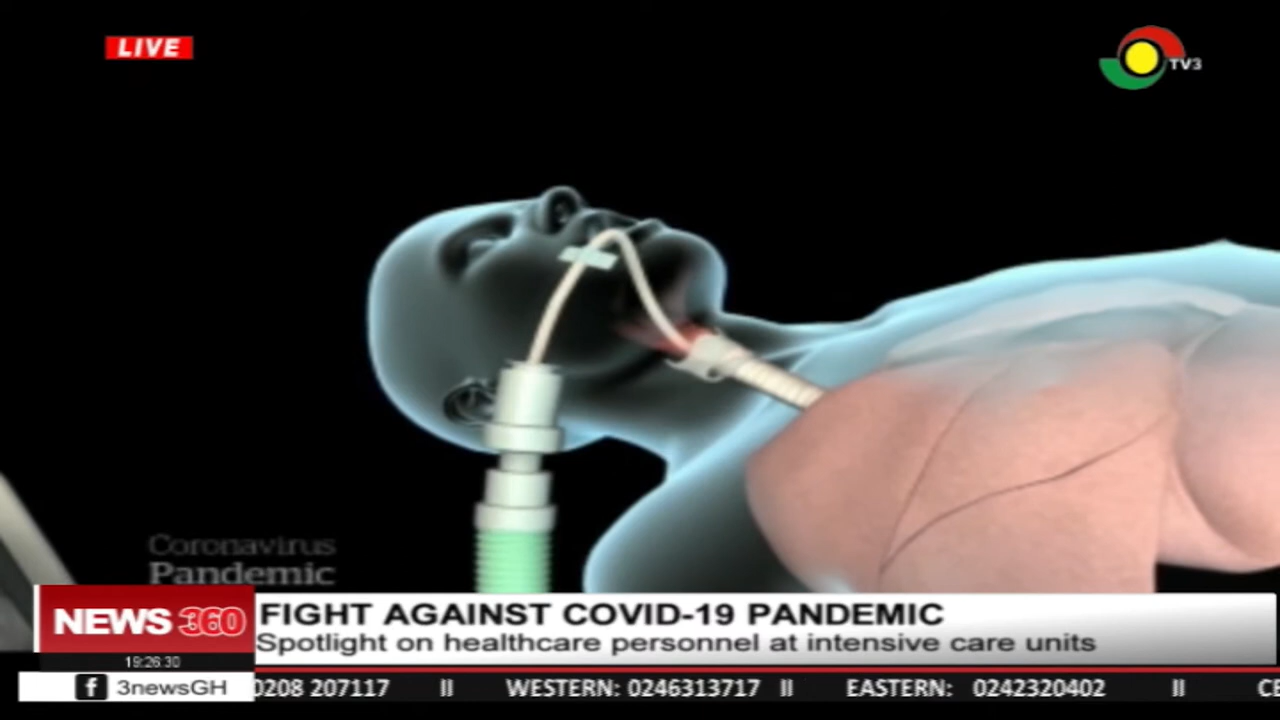 LIVE
TV3
Coronavirus
Pandemic
NEWS 360
FIGHT AGAINST COVID-19 PANDEMIC
Spotlight on healthcare personnel at intensive care units
19:26:30
3newsGH
0208 207117 II WESTERN: 0246313717 II EASTERN: 0242320402 II CE